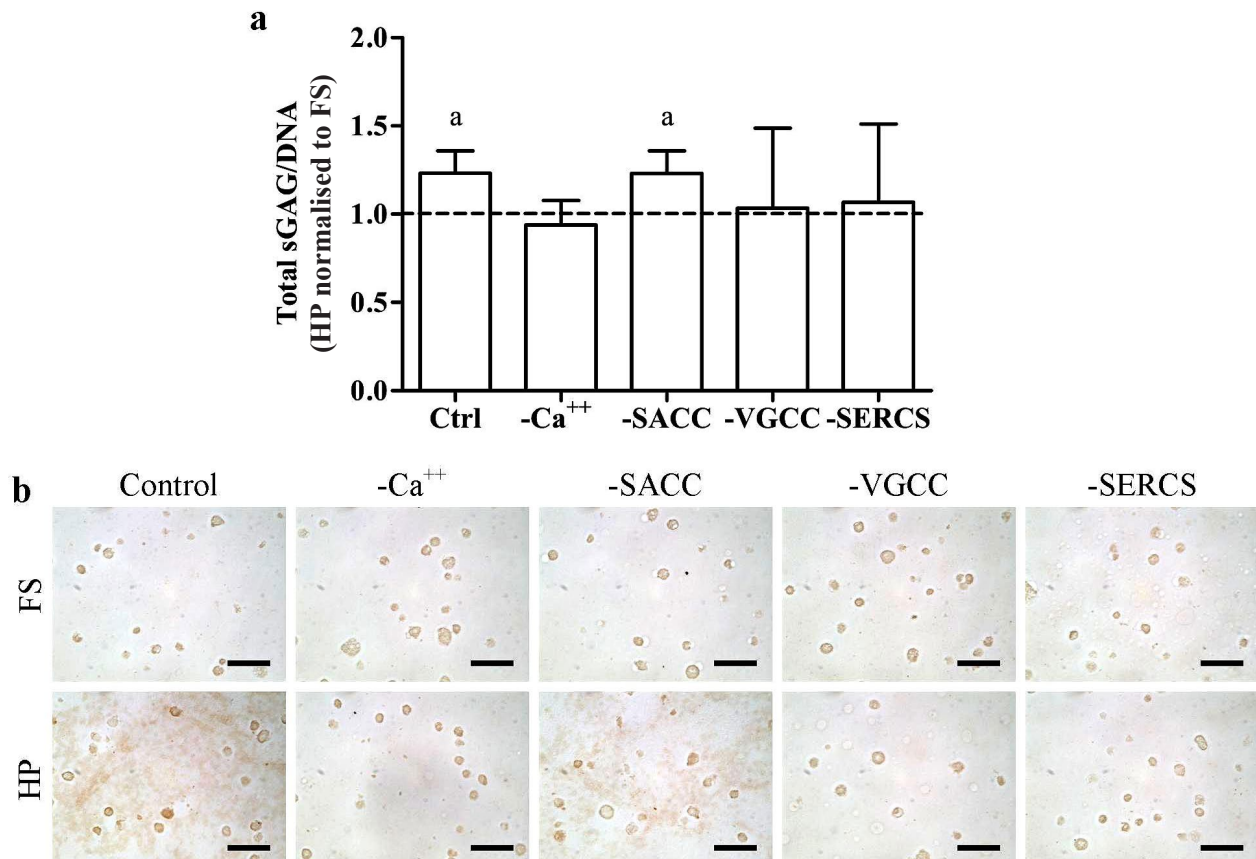 a
2.0
1.5
1.0
0.5
0.0
Total sGAG/DNA
(HP normalised to FS)
a
a
Ctrl -Ca++ -SACC -VGCC -SERCS
b
Control -Ca++ -SACC -VGCC -SERCS
FS
HP